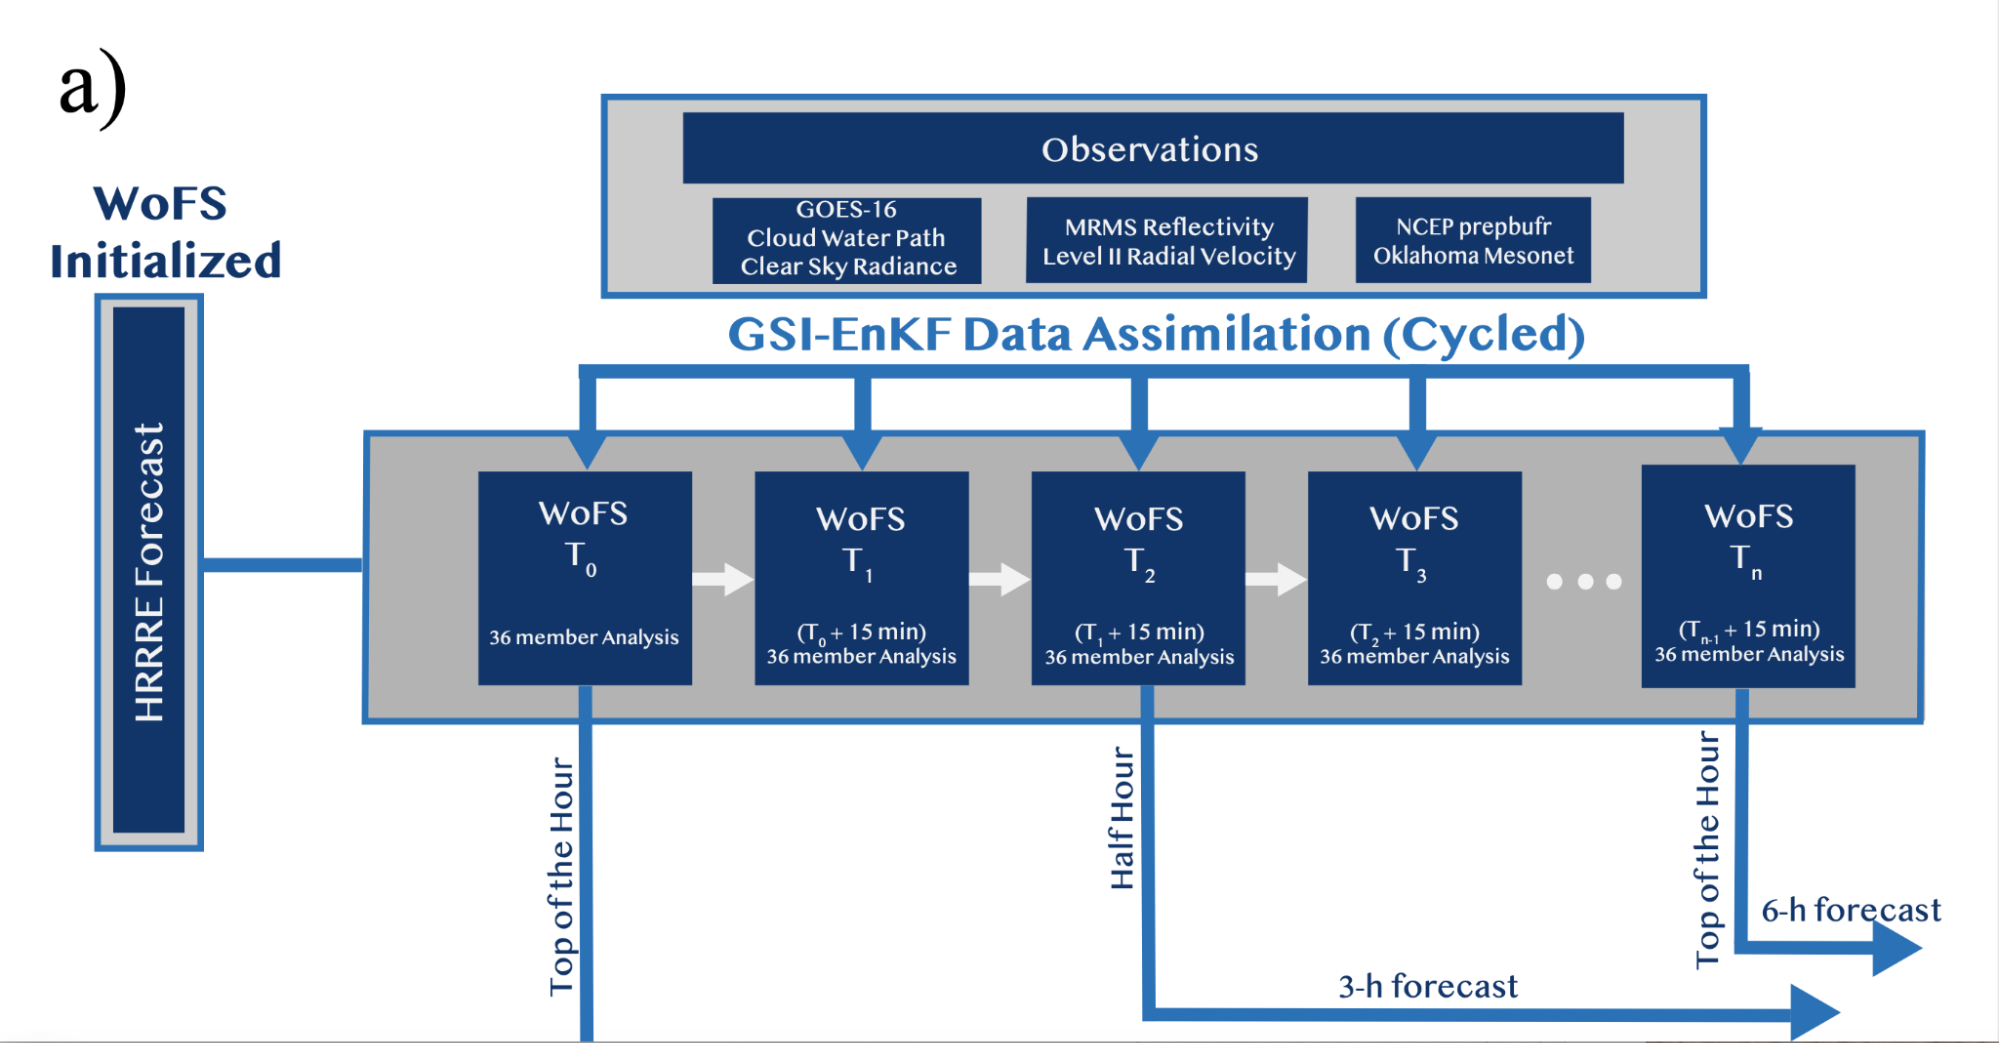 a)
WoFS
Initialized
HRRRE Forecast
Observations
GOES-16
Cloud Water Path
Clear Sky Radiance
MRMS Reflectivity
Level II Radial Velocity
NCEP prepbufr
Oklahoma Mesonet
GSI-EnKF Data Assimilation (Cycled)
WoFS
T0
36 member Analysis
WoFS
T1
(T0 + 15 min)
36 member Analysis
WoFS
T2
(T1 + 15 min)
36 member Analysis
WoFS
T3
(T2 + 15 min)
36 member Analysis
WoFS
Tn
(Tn-1 + 15 min)
36 member Analysis
Top of the Hour
Half Hour
Top of the Hour
6-h forecast
3-h forecast